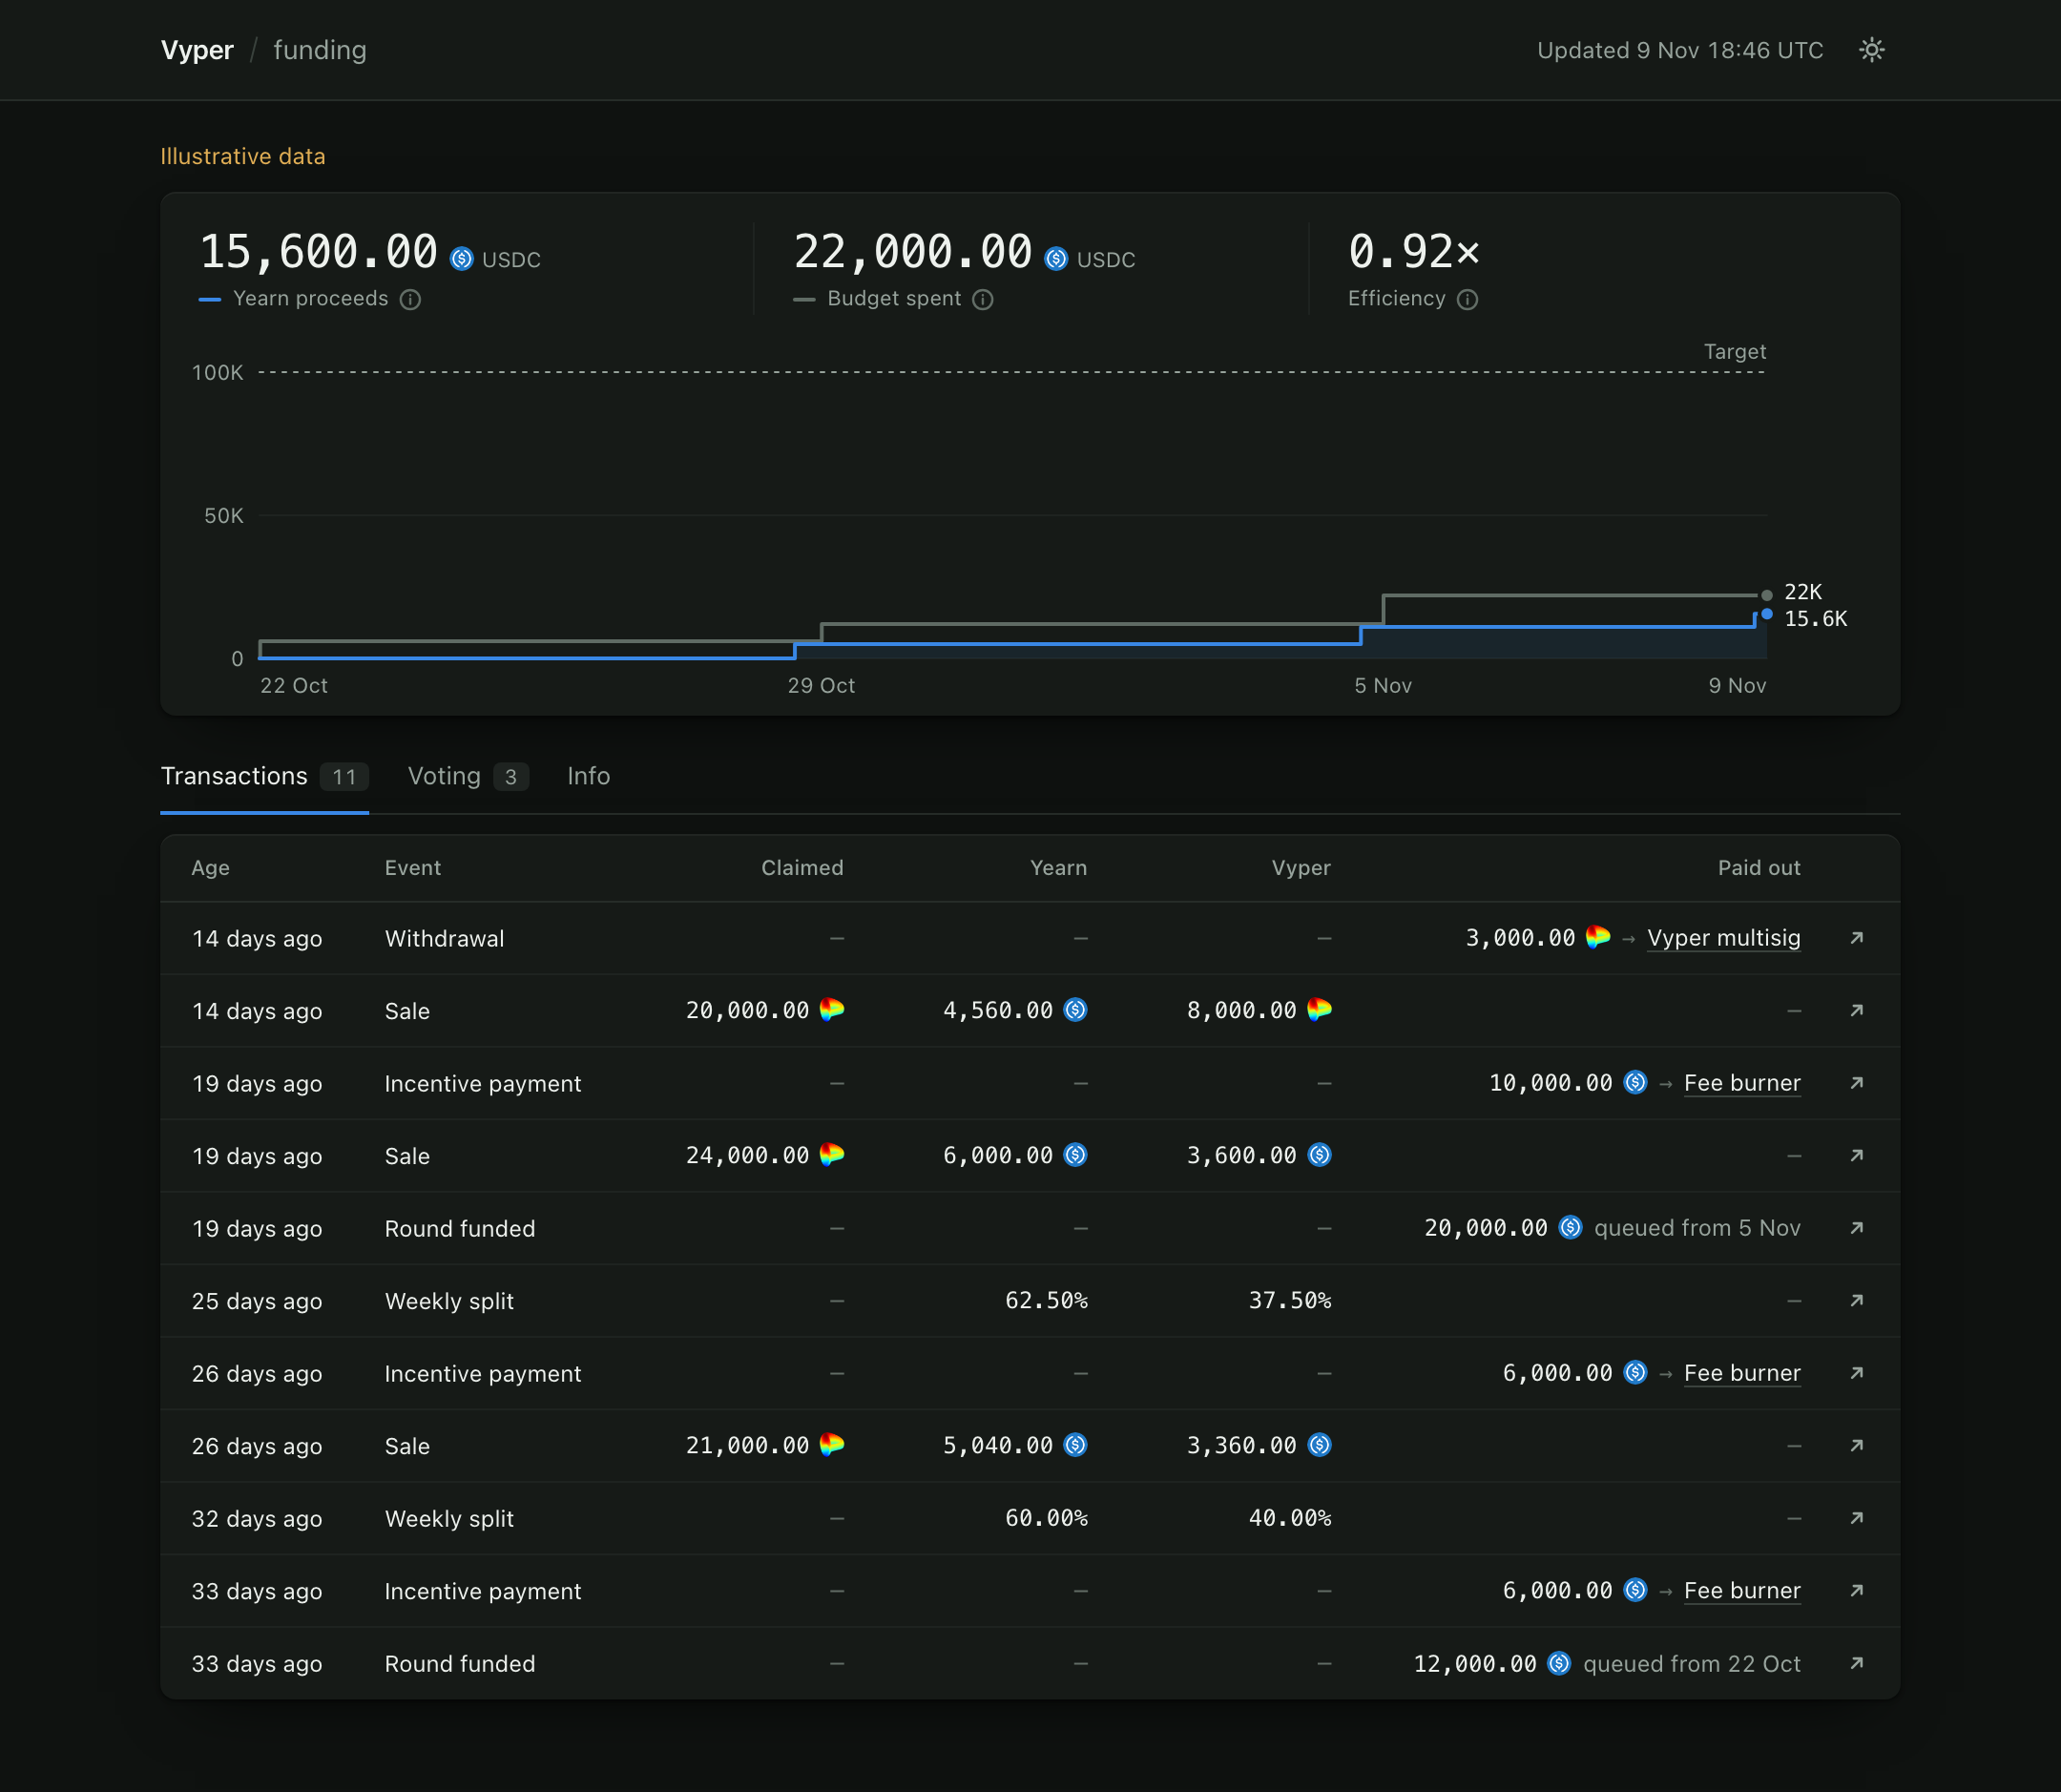 Vyper / funding
Updated 9 Nov 18:46 UTC
Illustrative data
15,600.00 USDC
Yearn proceeds
22,000.00 USDC
Budget spent
0.92×
Efficiency
Target
100K
50K
22K
15.6K
0
22 Oct 29 Oct 5 Nov 9 Nov
Transactions 11 Voting 3 Info
Age Event Claimed Yearn Vyper Paid out
14 days ago Withdrawal – – – 3,000.00 → Vyper multisig ↗
14 days ago Sale 20,000.00 4,560.00 8,000.00 – ↗
19 days ago Incentive payment – – – 10,000.00 → Fee burner ↗
19 days ago Sale 24,000.00 6,000.00 3,600.00 – ↗
19 days ago Round funded – – – 20,000.00 queued from 5 Nov ↗
25 days ago Weekly split – 62.50% 37.50% – ↗
26 days ago Incentive payment – – – 6,000.00 → Fee burner ↗
26 days ago Sale 21,000.00 5,040.00 3,360.00 – ↗
32 days ago Weekly split – 60.00% 40.00% – ↗
33 days ago Incentive payment – – – 6,000.00 → Fee burner ↗
33 days ago Round funded – – – 12,000.00 queued from 22 Oct ↗